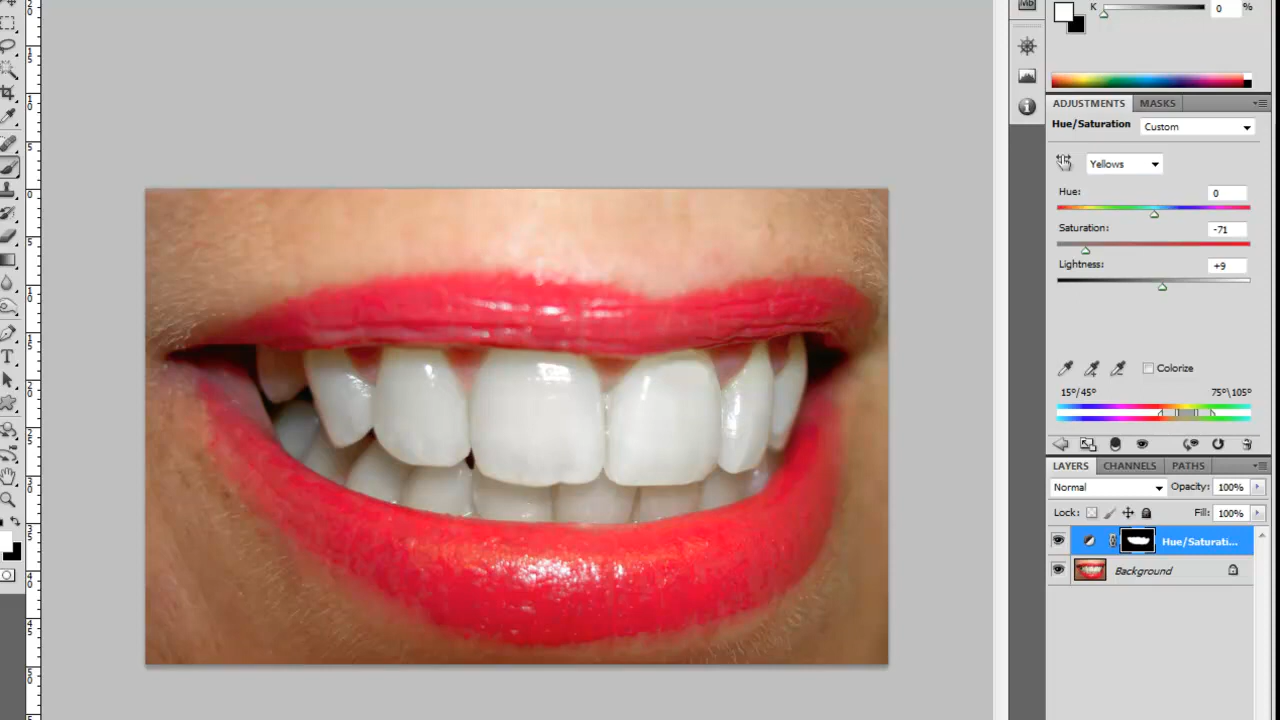 Mb
K 0 %
ADJUSTMENTS MASKS
Hue/Saturation Custom
Yellows
Hue: 0
Saturation: -71
Lightness: +9
Colorize
15°/45° 75°\105°
LAYERS CHANNELS PATHS
Normal Opacity: 100%
Lock: Fill: 100%
Hue/Saturati...
Background